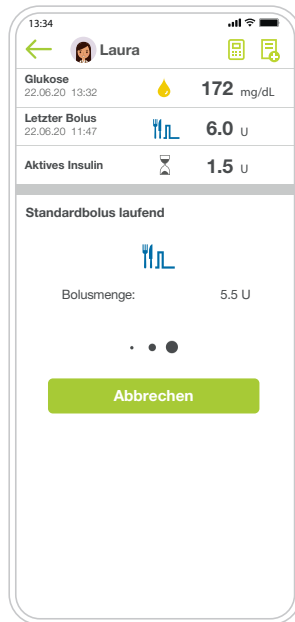 13:34
Laura
Glukose
22.06.20 13:32
172 mg/dL
Letzter Bolus
22.06.20 11:47
6.0 U
Aktives Insulin
1.5 U
Standardbolus laufend
Bolusmenge: 5.5 U
Abbrechen